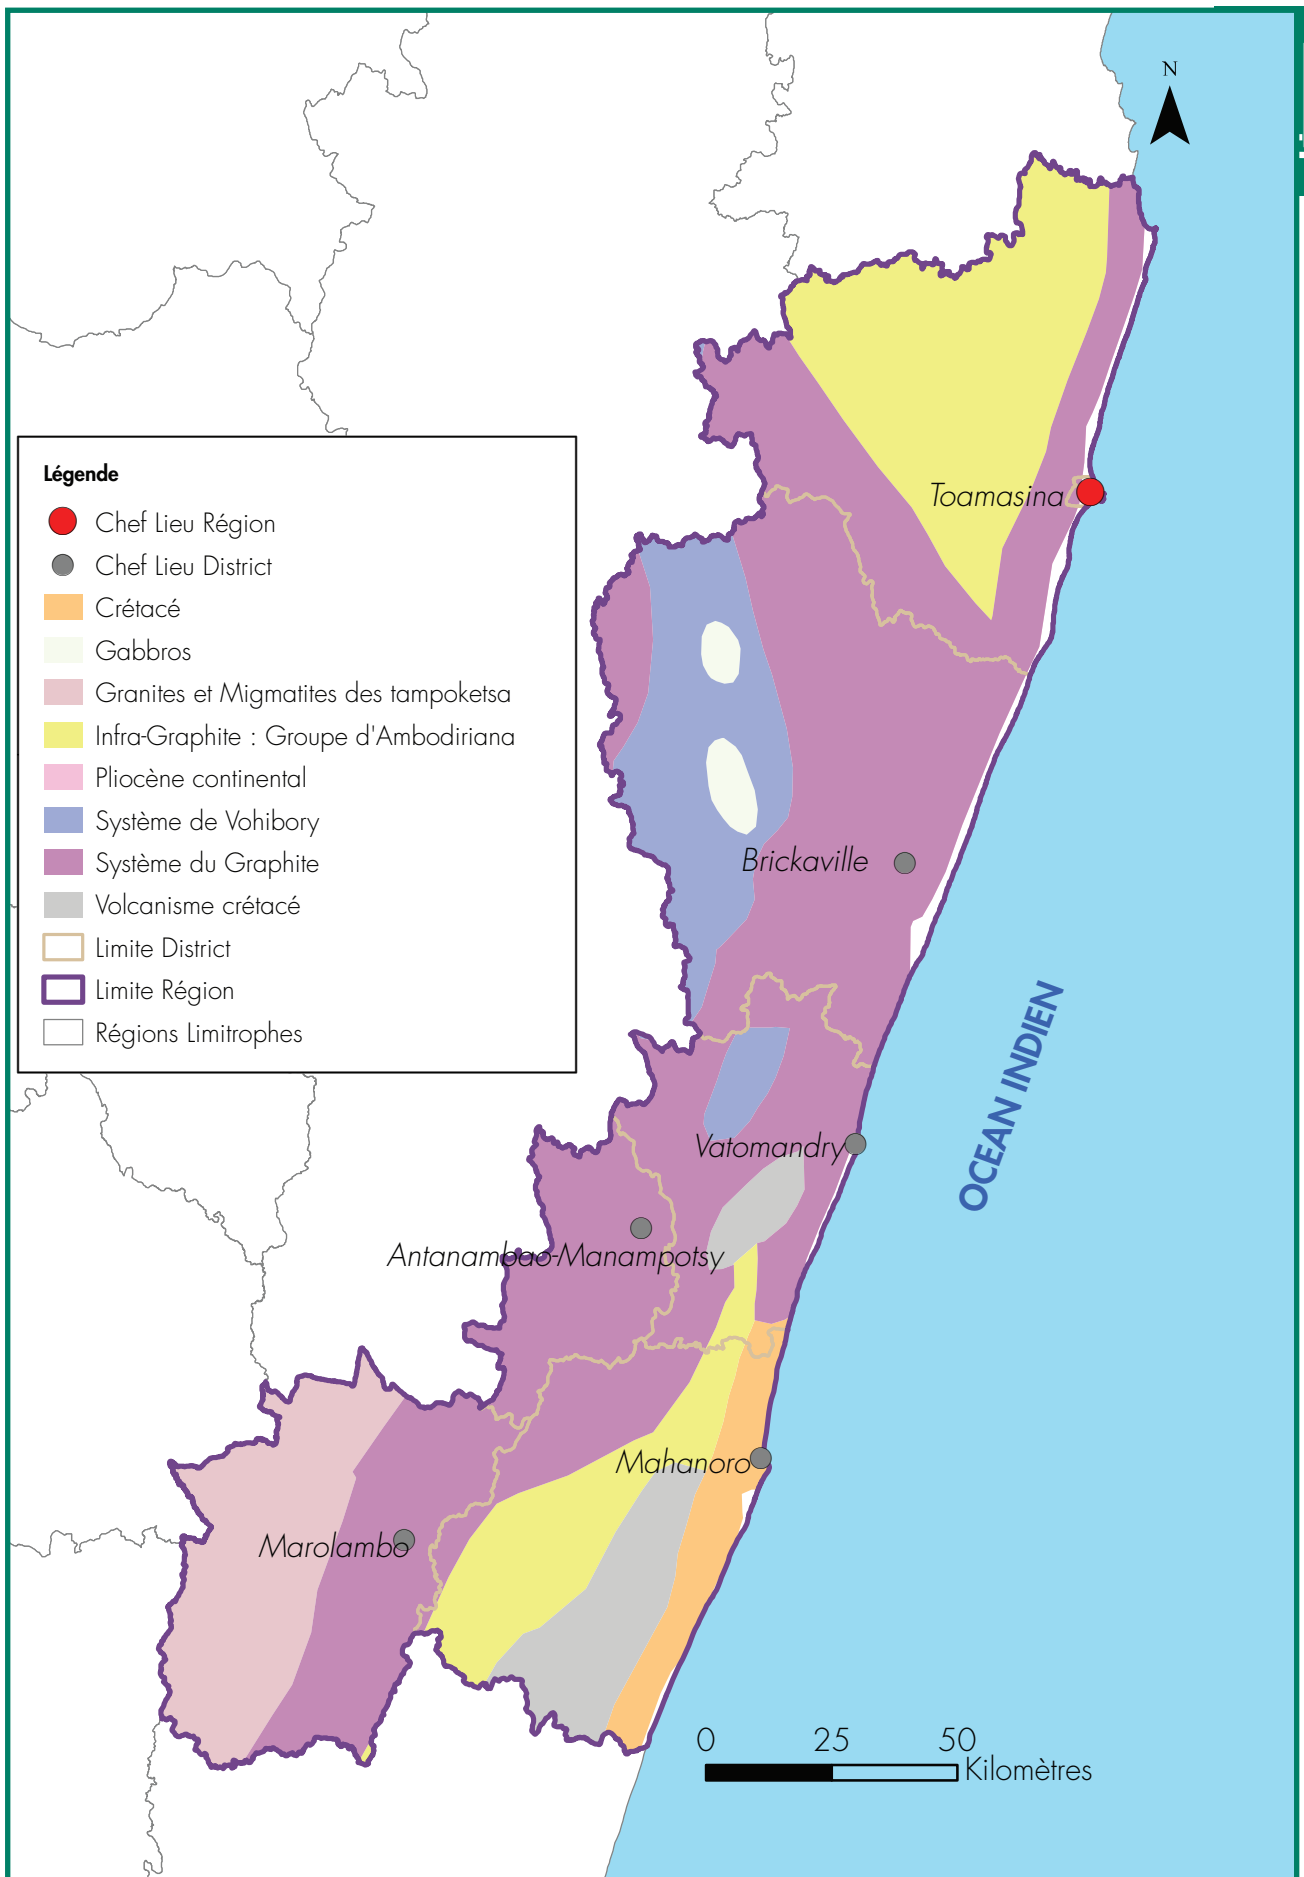 N
Toamasina
Légende
Chef Lieu Région
Chef Lieu District
Crétacé
Gabbros
Granites et Migmatites des tampoketsa
Infra-Graphite : Groupe d'Ambodiriana
Pliocène continental
Système de Vohibory
Système du Graphite
Volcanisme crétacé
Limite District
Limite Région
Régions Limitrophes
Brickaville
OCEAN INDIEN
Vatomandry
Antanambao-Manampotsy
Mahanoro
Marolambo
0 25 50
Kilomètres